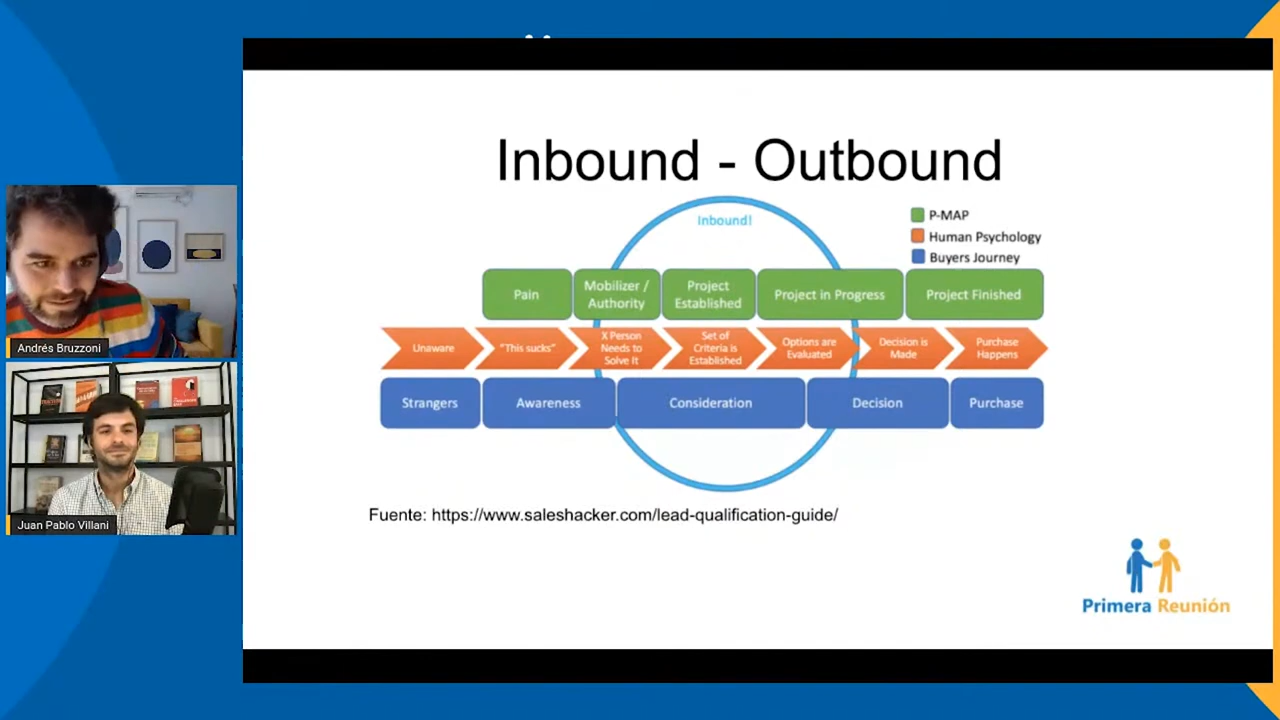 Inbound - Outbound
Inbound!
P-MAP
Human Psychology
Buyers Journey
Pain
Mobilizer /
Authority
Project
Established
Project in Progress
Project Finished
Unaware
"This sucks"
X Person
Needs to
Solve It
Set of
Criteria is
Established
Options are
Evaluated
Decision is
Made
Purchase
Happens
Strangers
Awareness
Consideration
Decision
Purchase
Fuente: https://www.saleshacker.com/lead-qualification-guide/
Primera Reunión
Andrés Bruzzoni
Juan Pablo Villani